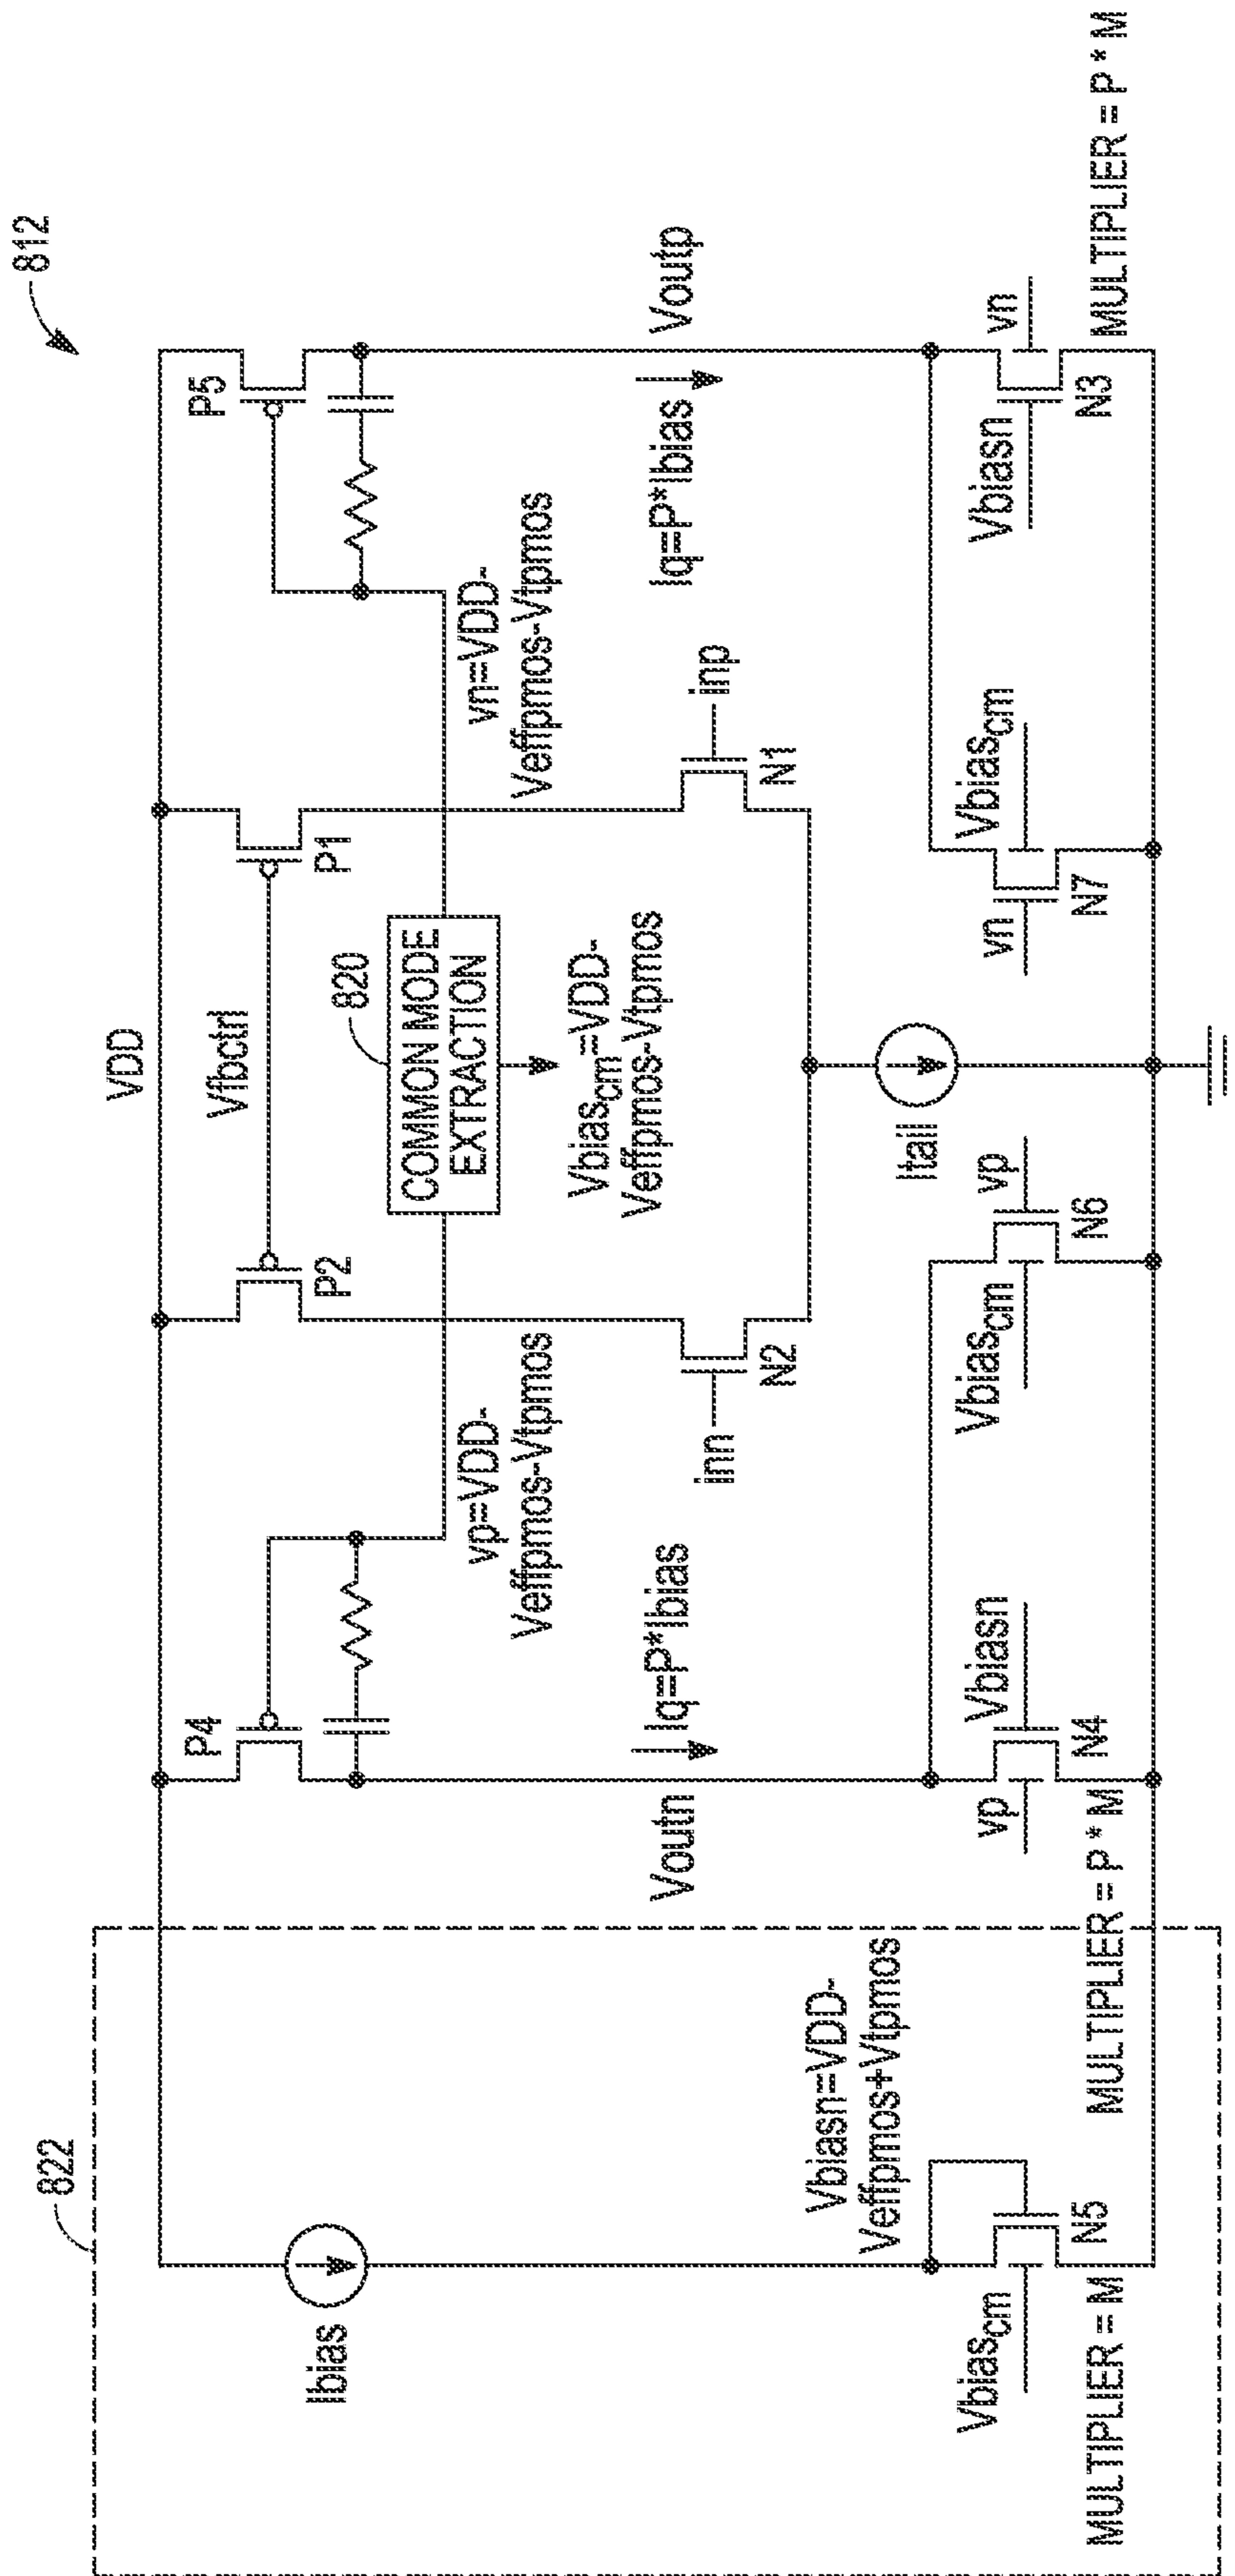 812
822
VDD
Vfbctrl
P4
P2
P1
P5
820
COMMON MODE
EXTRACTION
Ibias
vp=VDD-
Veffpmos-Vtpmos
vn=VDD-
Veffpmos-Vtpmos
Vbiascm=VDD-
Veffpmos-Vtpmos
Voutn
Iq=P*Ibias
inn
N2
N1
inp
Iq=P*Ibias
Voutp
Vbiasn=VDD-
Veffpmos+Vtpmos
Itail
Vbiascm
N5
vp
Vbiasn
N4
Vbiascm
vp
N6
vn
Vbiascm
N7
Vbiasn
vn
N3
MULTIPLIER = M
MULTIPLIER = P * M
MULTIPLIER = P * M